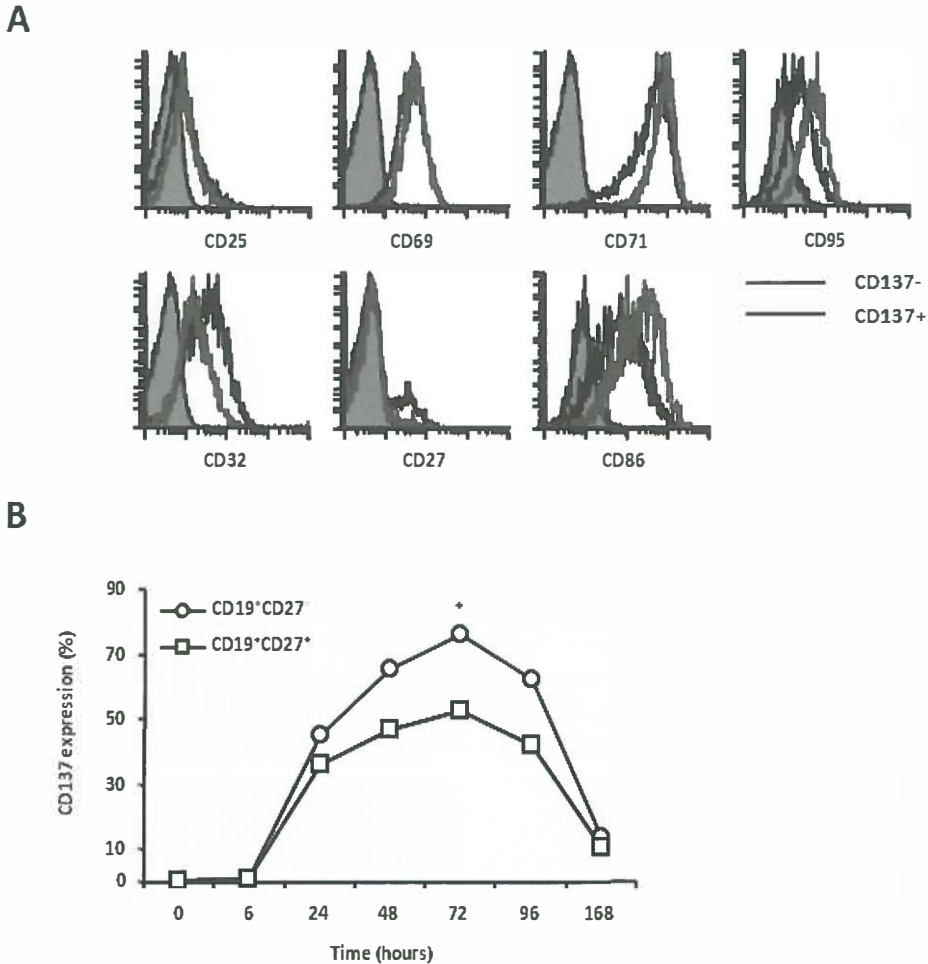 A
CD25
CD69
CD71
CD95
CD137-
CD137+
CD32
CD27
CD86
B
90
70
50
30
10
0
CD137 expression (%)
CD19⁺CD27
CD19⁺CD27⁺
+
0 6 24 48 72 96 168
Time (hours)